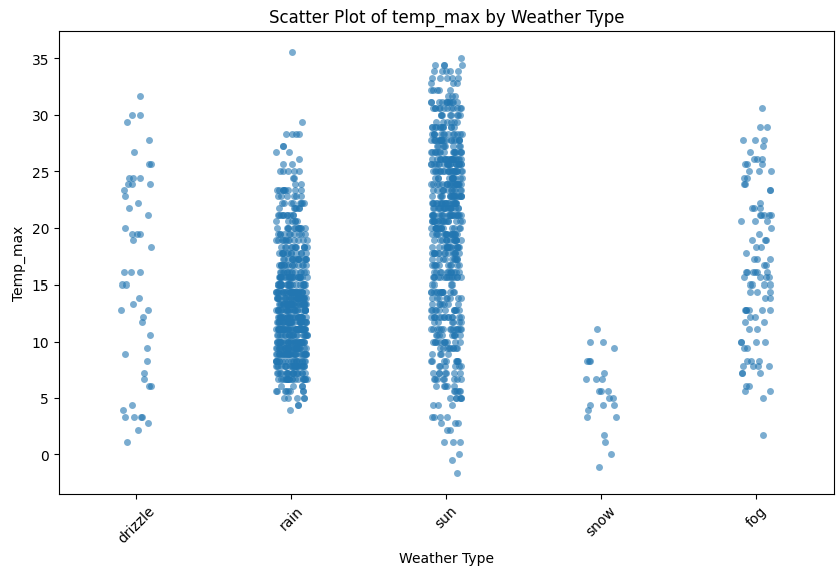 Scatter Plot of temp_max by Weather Type
Temp_max
35
30
25
20
15
10
5
0
drizzle
rain
sun
snow
fog
Weather Type